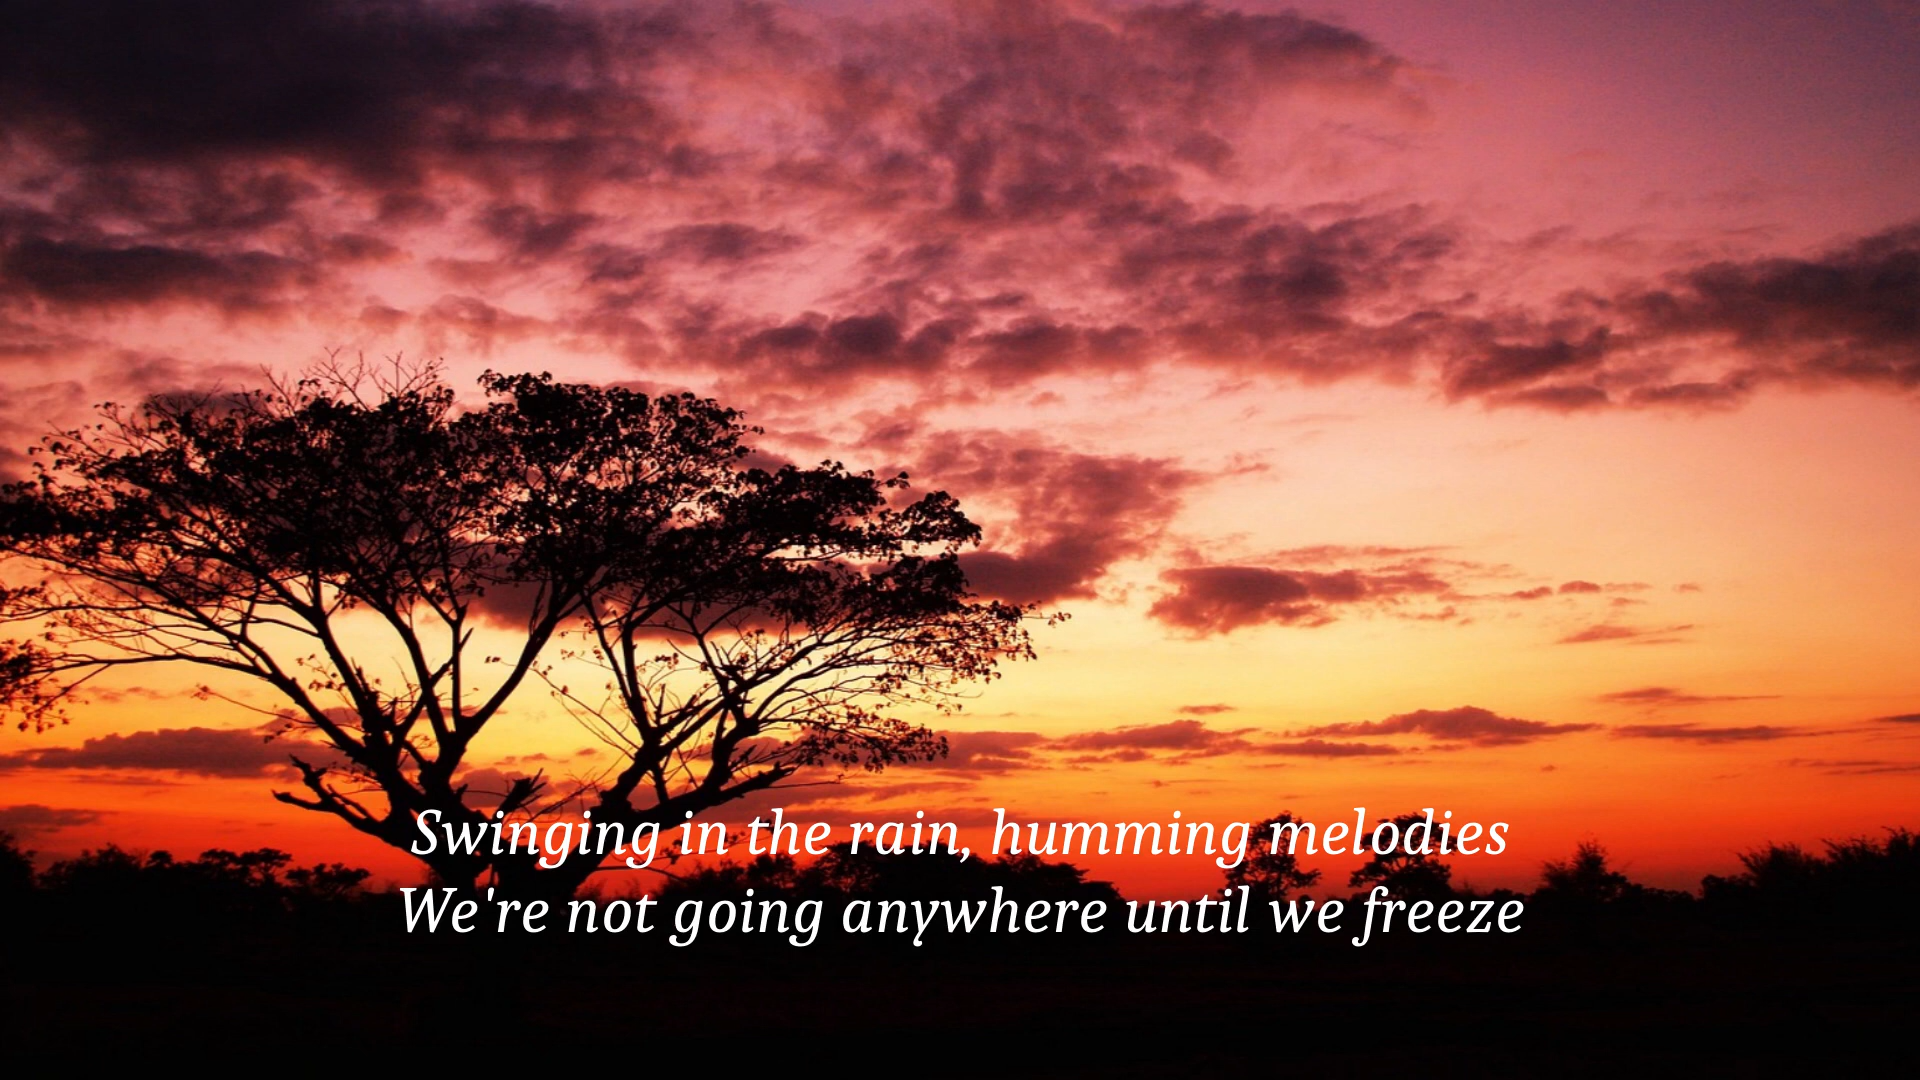 Swinging in the rain, humming melodies
We're not going anywhere until we freeze